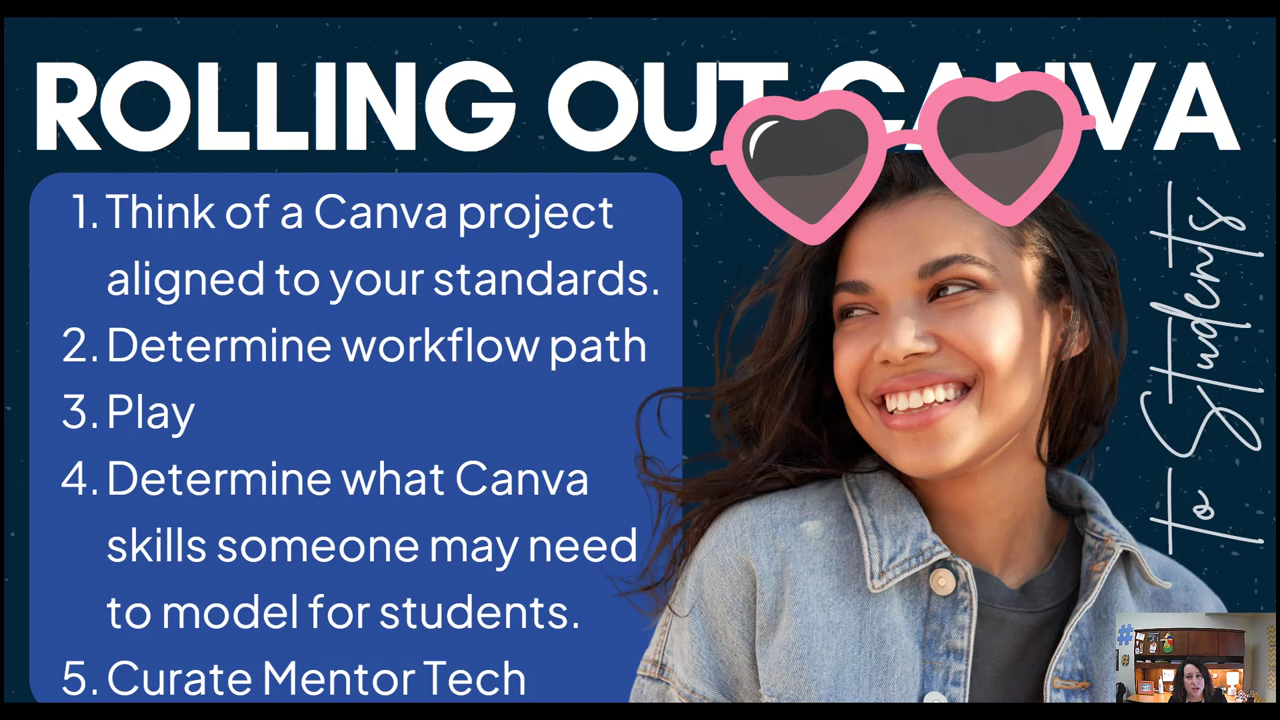 ROLLING OUT CANVA
to Students
1. Think of a Canva project
aligned to your standards.
2. Determine workflow path
3. Play
4. Determine what Canva
skills someone may need
to model for students.
5. Curate Mentor Tech
#